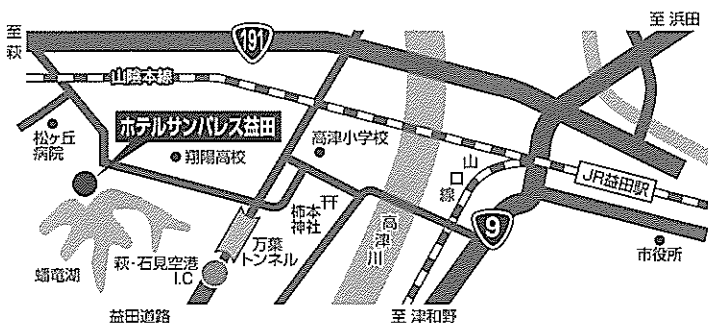 至
萩
191
至 浜田
山陰本線
ホテルサンパレス益田
松ヶ丘
病院
翔陽高校
高津小学校
山
口
線
JR益田駅
柿本
神社
高
津
川
9
市役所
万葉
トンネル
萩・石見空港
I.C
蟠竜湖
益田道路
至 津和野